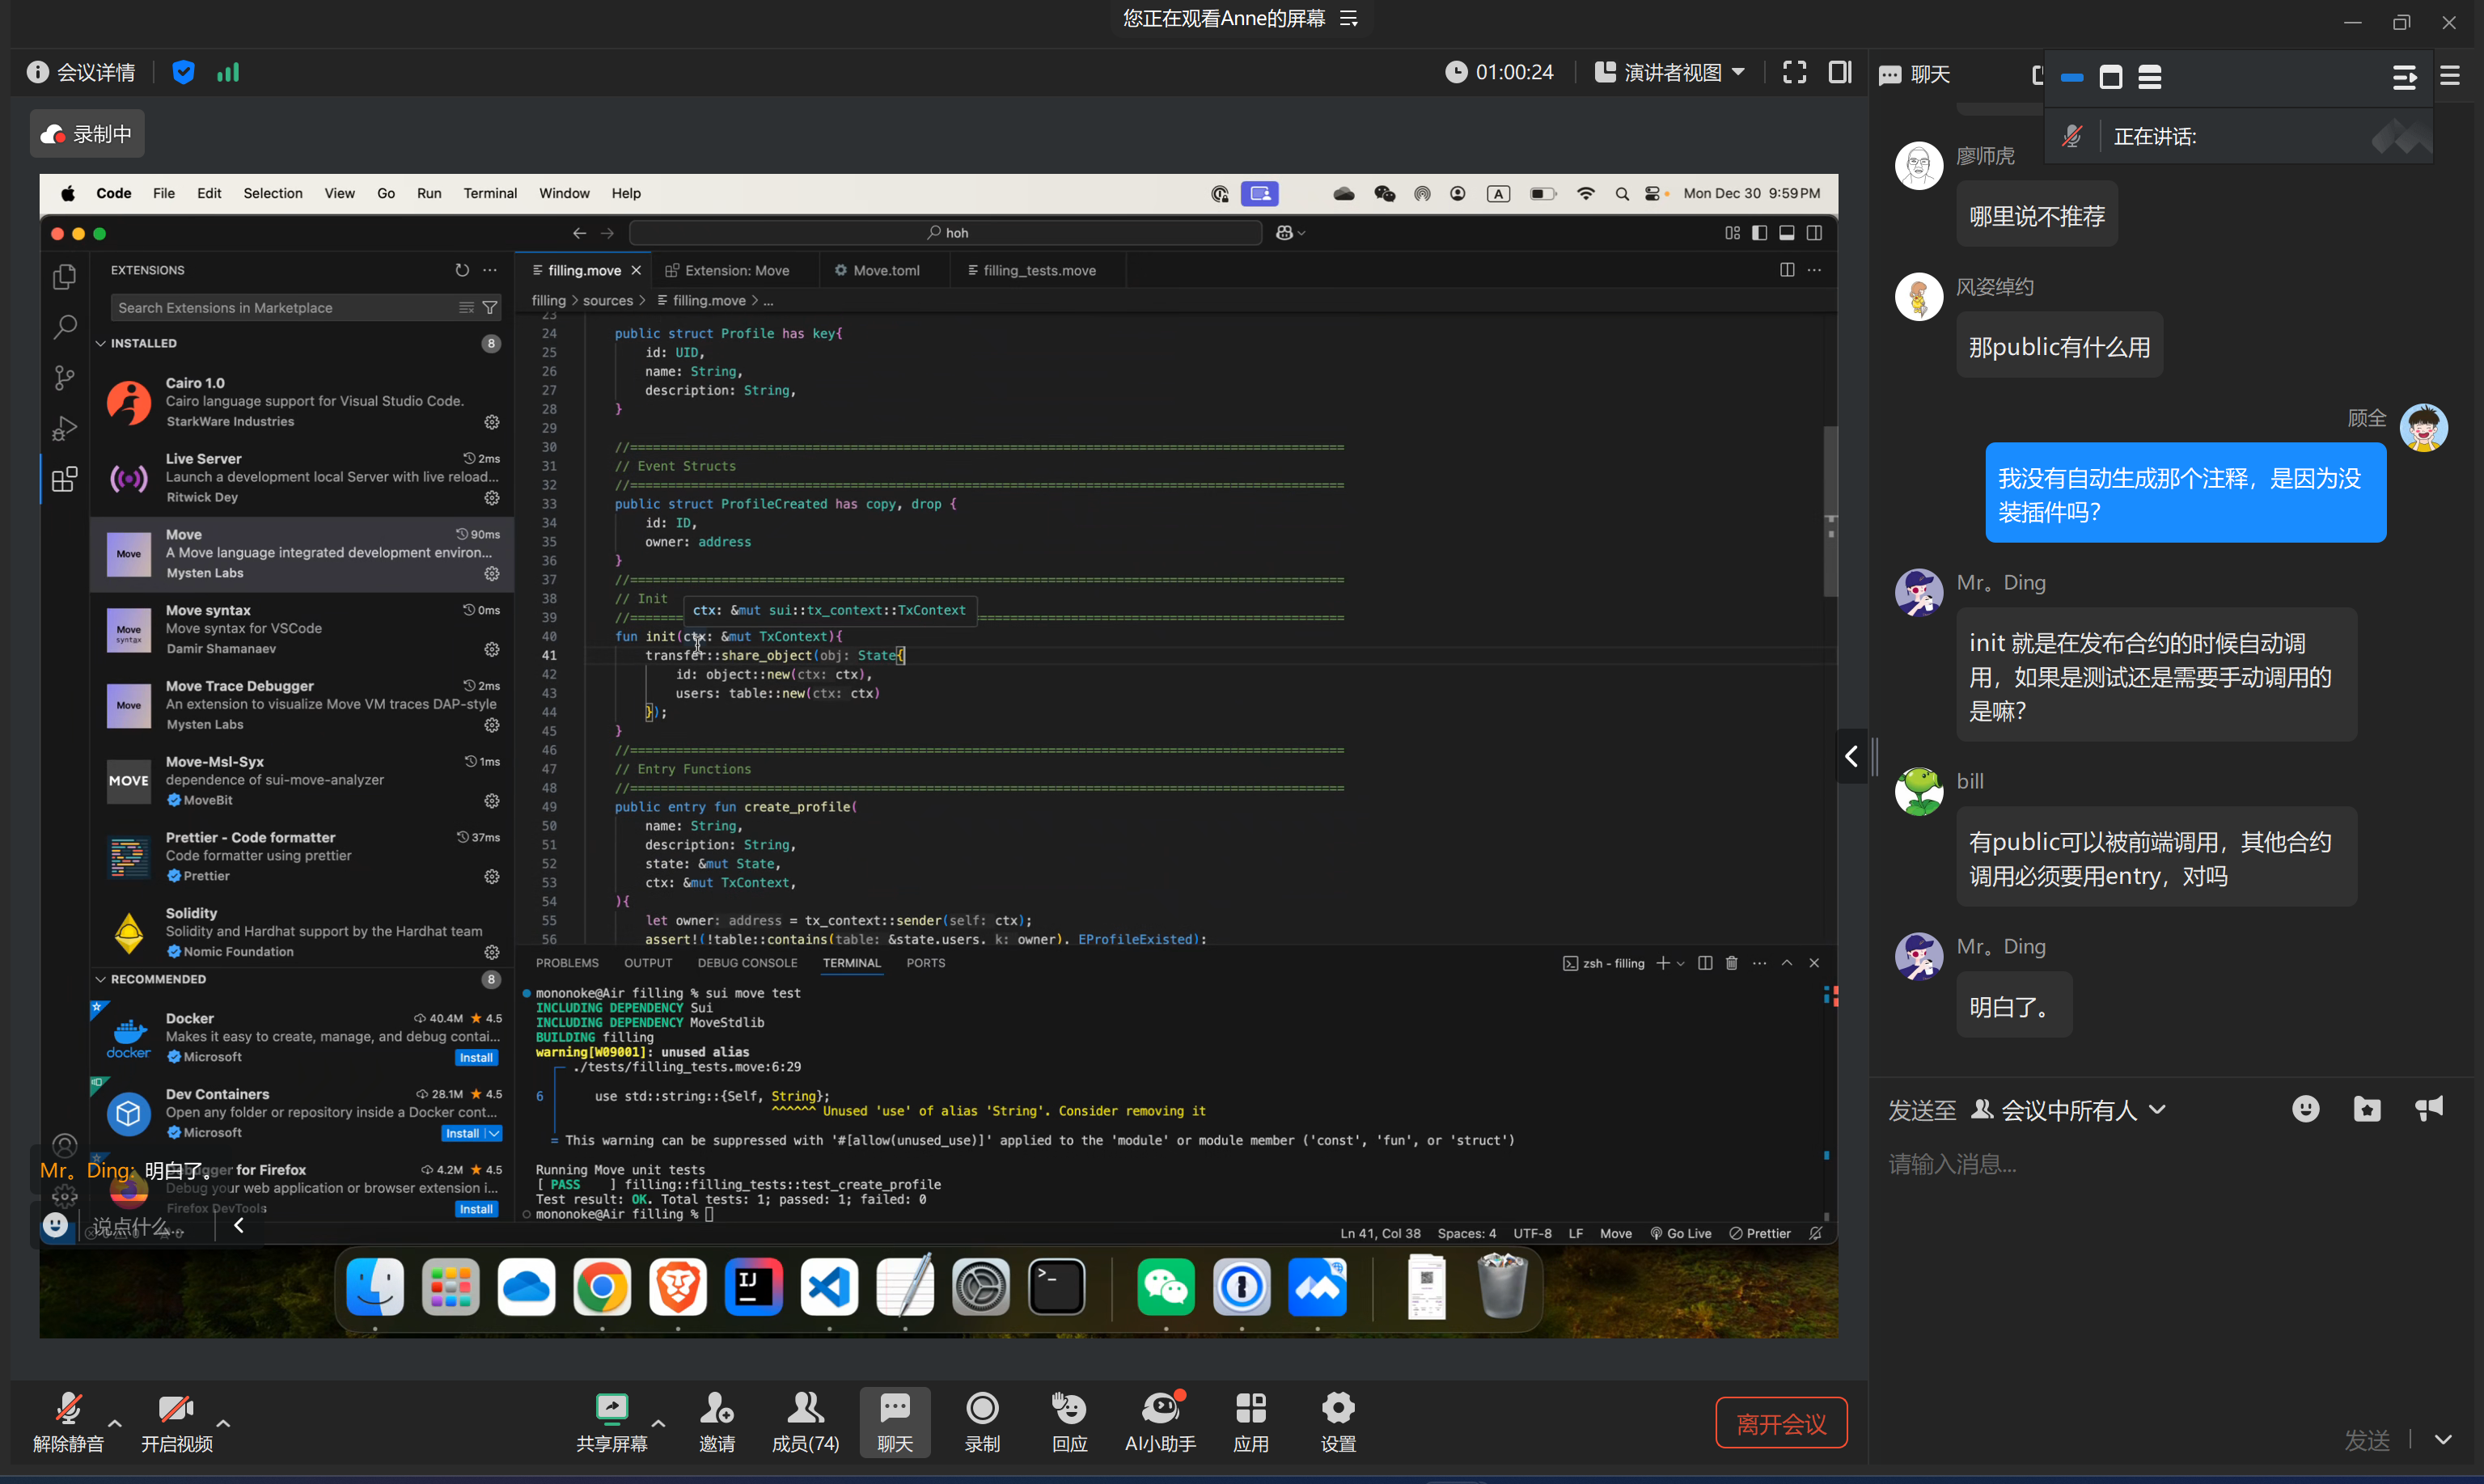 您正在观看Anne的屏幕
会议详情
01:00:24
演讲者视图
聊天
录制中
正在讲话:
Code File Edit Selection View Go Run Terminal Window Help
Mon Dec 30 9:59 PM
hoh
EXTENSIONS
Search Extensions in Marketplace
INSTALLED 8
Cairo 1.0
Cairo language support for Visual Studio Code.
StarkWare Industries
Live Server 2ms
Launch a development local Server with live reload...
Ritwick Dey
Move
Move 90ms
A Move language integrated development environ...
Mysten Labs
Move syntax
Move syntax 0ms
Move syntax for VSCode
Damir Shamanaev
Move
Move Trace Debugger 2ms
An extension to visualize Move VM traces DAP-style
Mysten Labs
MOVE
Move-Msl-Syx 1ms
dependence of sui-move-analyzer
MoveBit
Prettier - Code formatter 37ms
Code formatter using prettier
Prettier
Solidity
Solidity and Hardhat support by the Hardhat team
Nomic Foundation
RECOMMENDED 8
docker
Docker 40.4M 4.5
Makes it easy to create, manage, and debug contai...
Microsoft Install
Dev Containers 28.1M 4.5
Open any folder or repository inside a Docker cont...
Microsoft Install
for Firefox 4.2M 4.5
Debug your web application or browser extension i...
Firefox DevTools Install
Mr。Ding: 明白了。
说点什么...
filling.move Extension: Move Move.toml filling_tests.move
filling > sources > filling.move > ...
23
24 public struct Profile has key{
25 id: UID,
26 name: String,
27 description: String,
28 }
29
30 //==============================================================================================
31 // Event Structs
32 //==============================================================================================
33 public struct ProfileCreated has copy, drop {
34 id: ID,
35 owner: address
36 }
37 //==============================================================================================
38 // Init
ctx: &mut sui::tx_context::TxContext
39 //==============================================================================================
40 fun init(ctx: &mut TxContext){
41 transfer::share_object(obj: State{
42 id: object::new(ctx: ctx),
43 users: table::new(ctx: ctx)
44 });
45 }
46 //==============================================================================================
47 // Entry Functions
48 //==============================================================================================
49 public entry fun create_profile(
50 name: String,
51 description: String,
52 state: &mut State,
53 ctx: &mut TxContext,
54 ){
55 let owner: address = tx_context::sender(self: ctx);
56 assert!(!table::contains(table: &state.users, k: owner), EProfileExisted);
PROBLEMS OUTPUT DEBUG CONSOLE TERMINAL PORTS
zsh - filling
mononoke@Air filling % sui move test
INCLUDING DEPENDENCY Sui
INCLUDING DEPENDENCY MoveStdlib
BUILDING filling
warning[W09001]: unused alias
./tests/filling_tests.move:6:29
6 use std::string::{Self, String};
^^^^^^ Unused 'use' of alias 'String'. Consider removing it
= This warning can be suppressed with '#[allow(unused_use)]' applied to the 'module' or module member ('const', 'fun', or 'struct')
Running Move unit tests
[ PASS ] filling::filling_tests::test_create_profile
Test result: OK. Total tests: 1; passed: 1; failed: 0
mononoke@Air filling %
Ln 41, Col 38 Spaces: 4 UTF-8 LF Move Go Live Prettier
廖师虎
哪里说不推荐
风姿绰约
那public有什么用
顾全
我没有自动生成那个注释，是因为没
装插件吗？
Mr。Ding
init 就是在发布合约的时候自动调
用，如果是测试还是需要手动调用的
是嘛？
bill
有public可以被前端调用，其他合约
调用必须要用entry，对吗
Mr。Ding
明白了。
发送至 会议中所有人
请输入消息...
发送
解除静音
开启视频
共享屏幕
邀请
成员(74)
聊天
录制
回应
AI小助手
应用
设置
离开会议